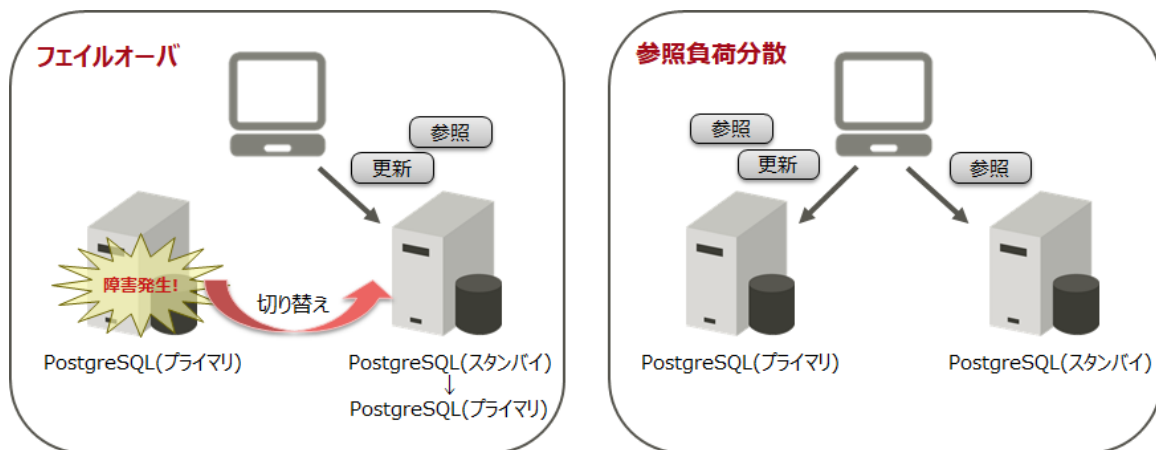 フェイルオーバ
参照
更新
障害発生!
切り替え
PostgreSQL(プライマリ)
PostgreSQL(スタンバイ)
↓
PostgreSQL(プライマリ)
参照負荷分散
参照
更新
参照
PostgreSQL(プライマリ)
PostgreSQL(スタンバイ)